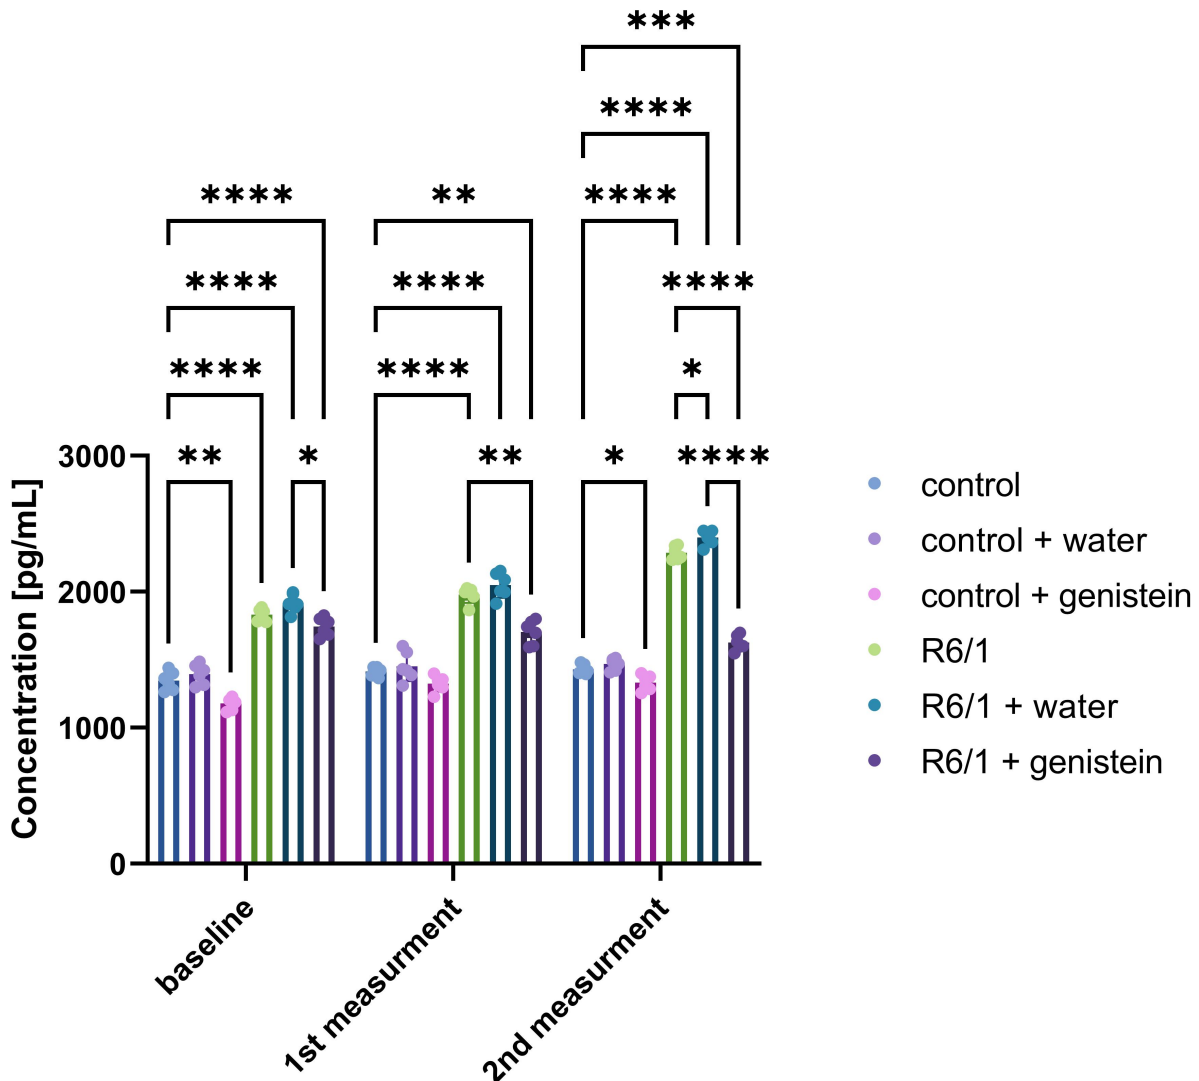 ***
****
****
**
****
****
****
****
****
****
****
*
**
*
**
*
****
3000
2000
1000
0
Concentration [pg/mL]
baseline
1st measurment
2nd measurment
control
control + water
control + genistein
R6/1
R6/1 + water
R6/1 + genistein